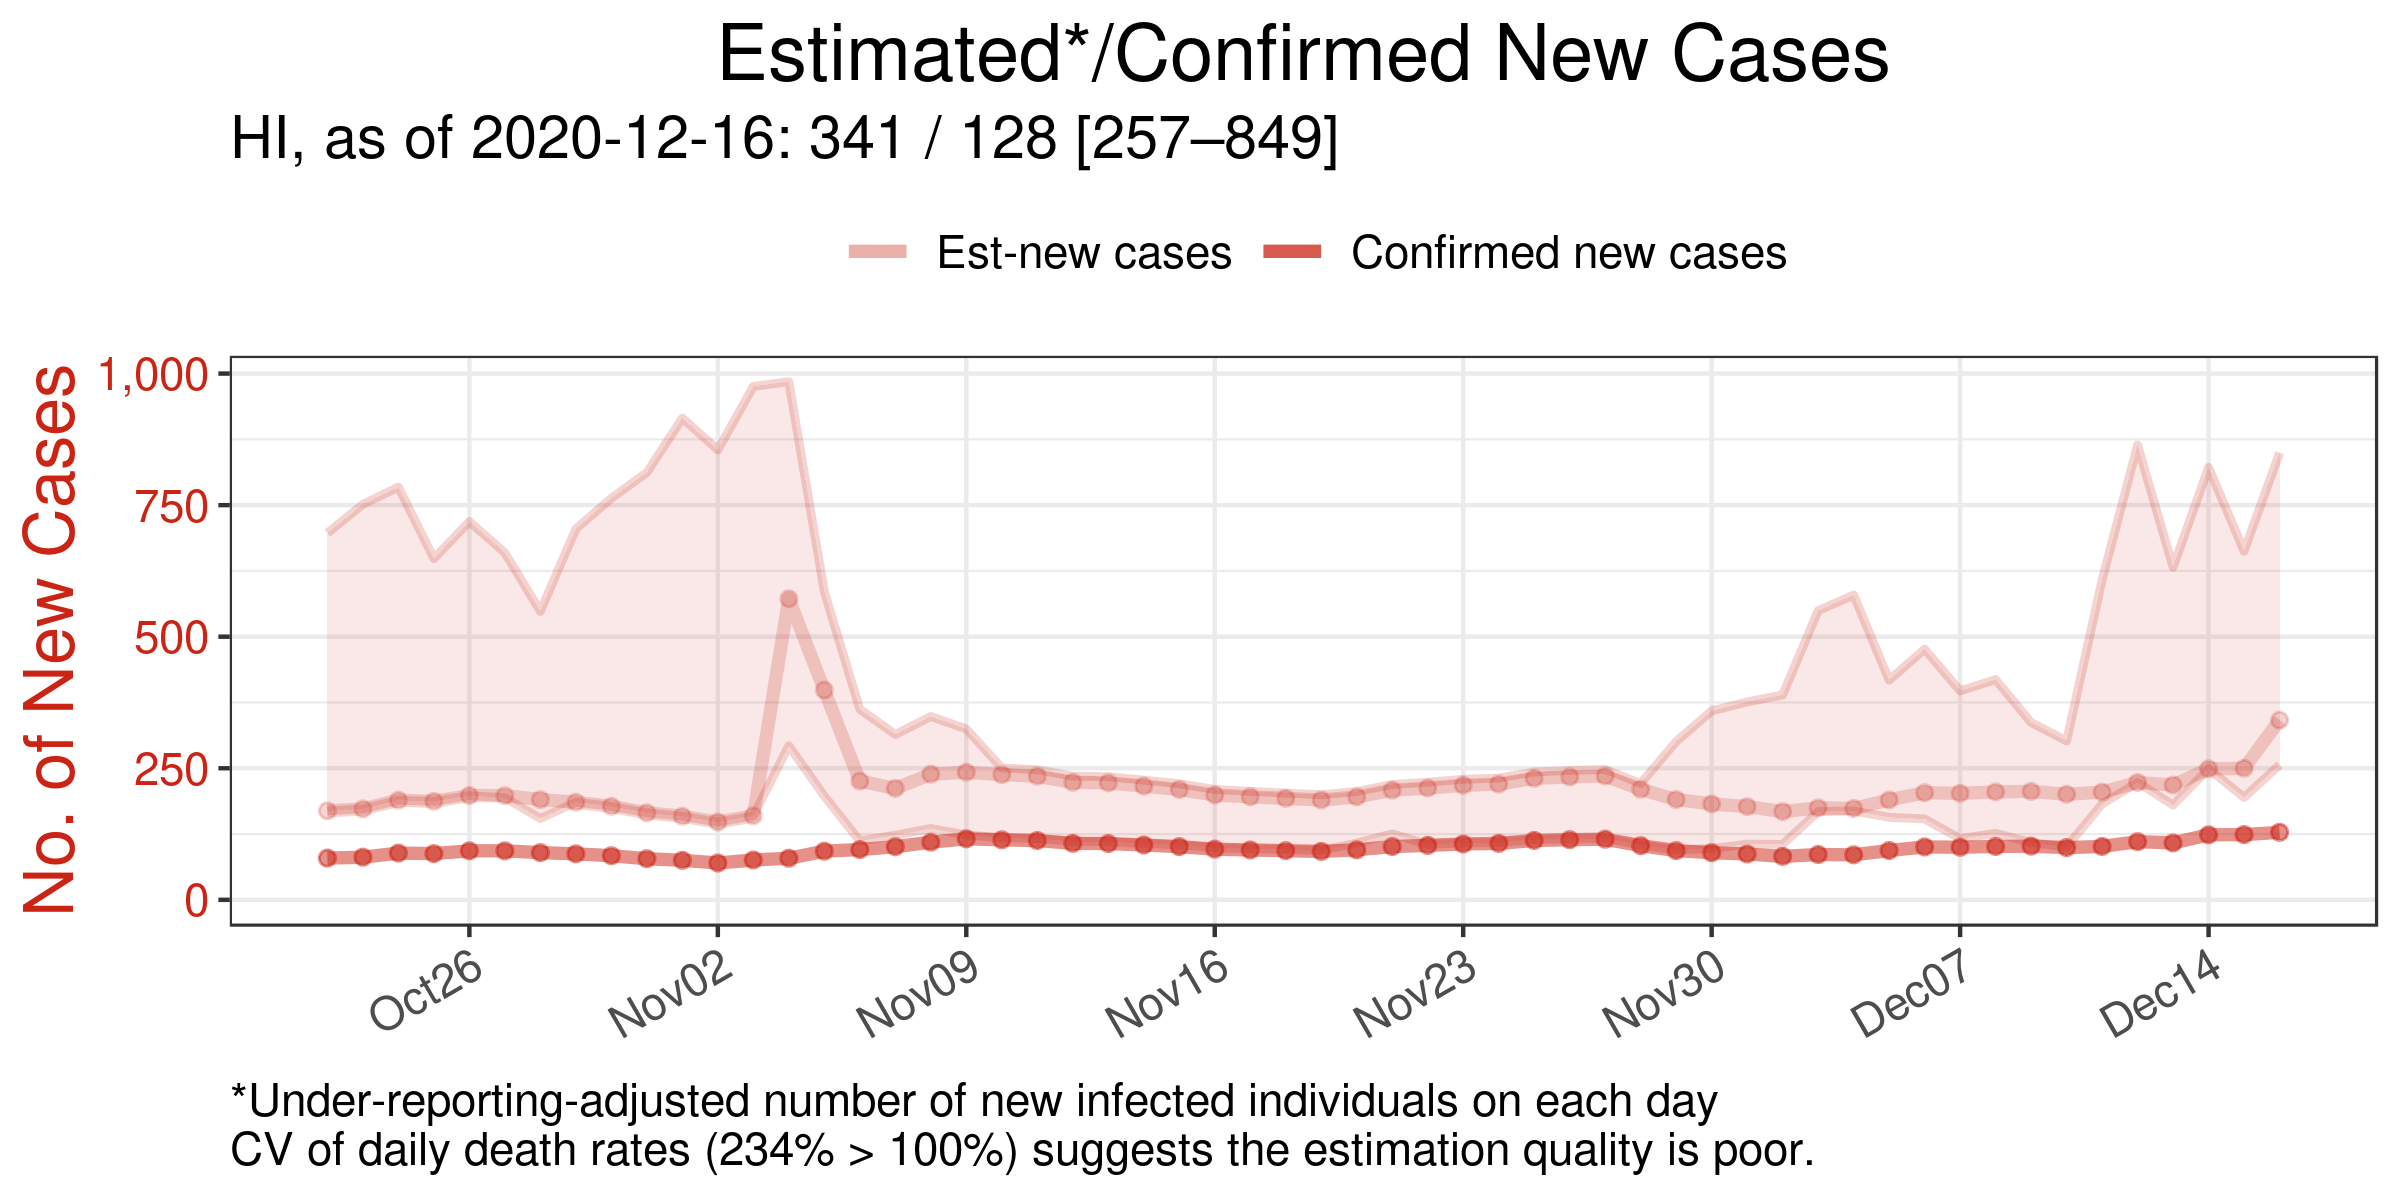 Estimated*/Confirmed New Cases
HI, as of 2020-12-16: 341 / 128 [257–849]
Est-new cases
Confirmed new cases
No. of New Cases
1,000
750
500
250
0
Oct26
Nov02
Nov09
Nov16
Nov23
Nov30
Dec07
Dec14
*Under-reporting-adjusted number of new infected individuals on each day
CV of daily death rates (234% > 100%) suggests the estimation quality is poor.